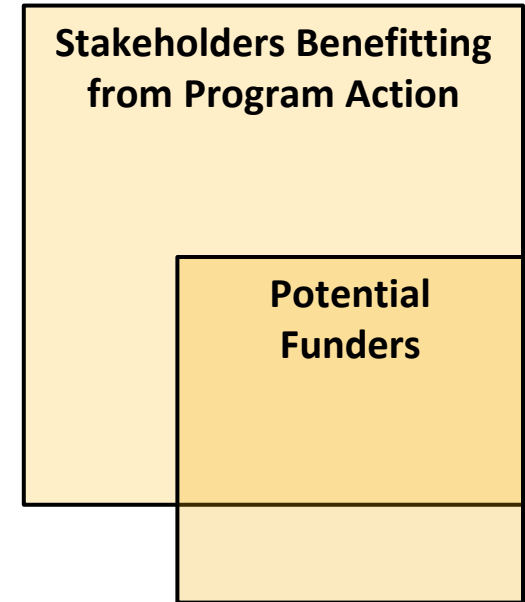 Stakeholders Benefitting
from Program Action
Potential
Funders